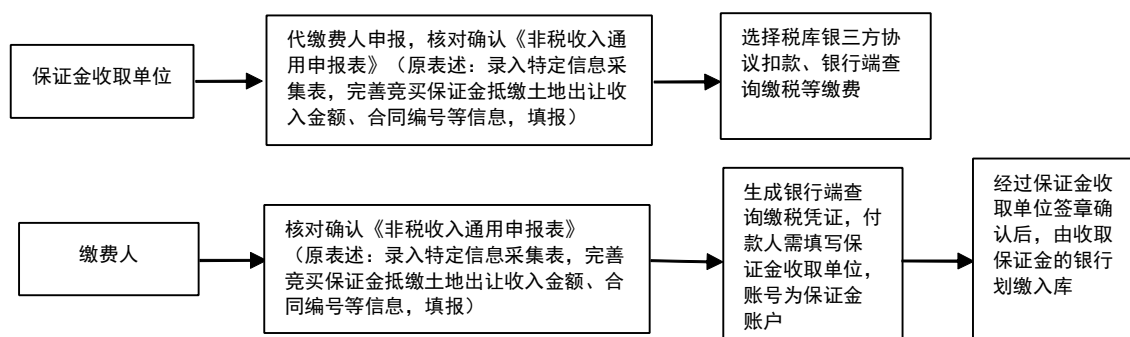 保证金收取单位
代缴费人申报，核对确认《非税收入通
用申报表》（原表述：录入特定信息采
集表，完善竞买保证金抵缴土地出让收
入金额、合同编号等信息，填报）
选择税库银三方协
议扣款、银行端查
询缴税等缴费
缴费人
核对确认《非税收入通用申报表》
（原表述：录入特定信息采集表，完善
竞买保证金抵缴土地出让收入金额、合
同编号等信息，填报）
生成银行端查
询缴税凭证，付
款人需填写保
证金收取单位，
账号为保证金
账户
经过保证金收
取单位签章确
认后，由收取
保证金的银行
划缴入库